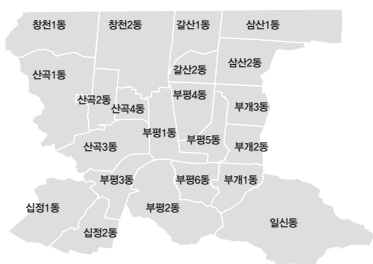 창천1동
창천2동
갈산1동
삼산1동
산곡1동
갈산2동
삼산2동
산곡2동
산곡4동
부평4동
부개3동
부평1동
부평5동
산곡3동
부개2동
부평3동
부평6동
부개1동
십정1동
부평2동
십정2동
일신동